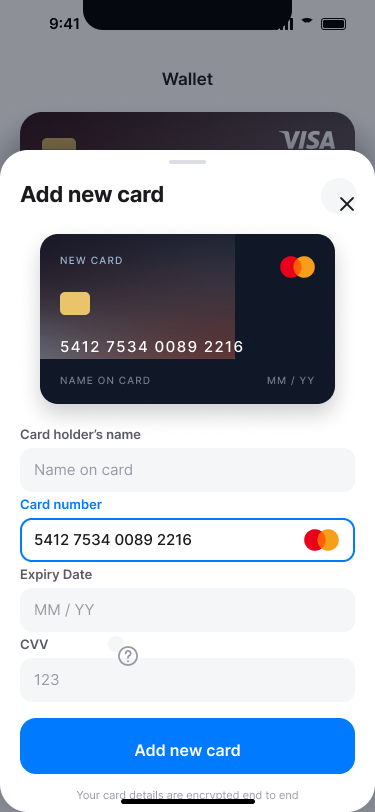 9:41
Wallet
VISA
Add new card
NEW CARD
5412 7534 0089 2216
NAME ON CARD MM / YY
Card holder's name
Name on card
Card number
5412 7534 0089 2216
Expiry Date
MM / YY
CVV
?
123
Add new card
Your card details are encrypted end to end